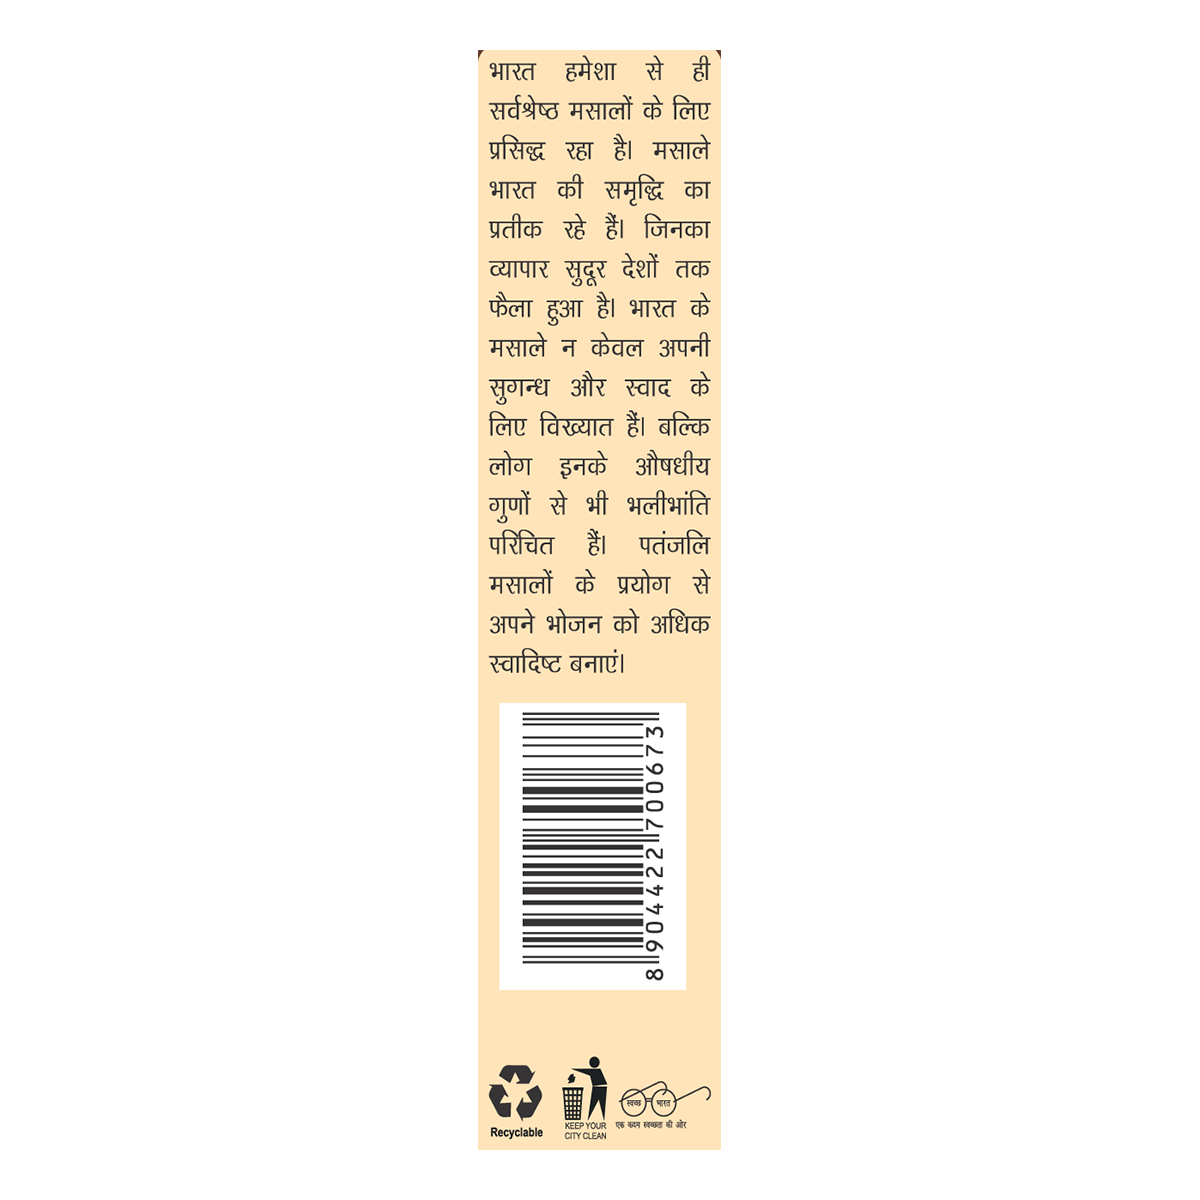 भारत हमेशा से ही
सर्वश्रेष्ठ मसालों के लिए
प्रसिद्ध रहा है। मसाले
भारत की समृद्धि का
प्रतीक रहे हैं। जिनका
व्यापार सुदूर देशों तक
फैला हुआ है। भारत के
मसाले न केवल अपनी
सुगन्ध और स्वाद के
लिए विख्यात हैं। बल्कि
लोग इनके औषधीय
गुणों से भी भलीभांति
परिचित हैं। पतंजलि
मसालों के प्रयोग से
अपने भोजन को अधिक
स्वादिष्ट बनाएं।
8904422700673
Recyclable
KEEP YOUR
CITY CLEAN
स्वच्छ भारत
एक कदम स्वच्छता की ओर